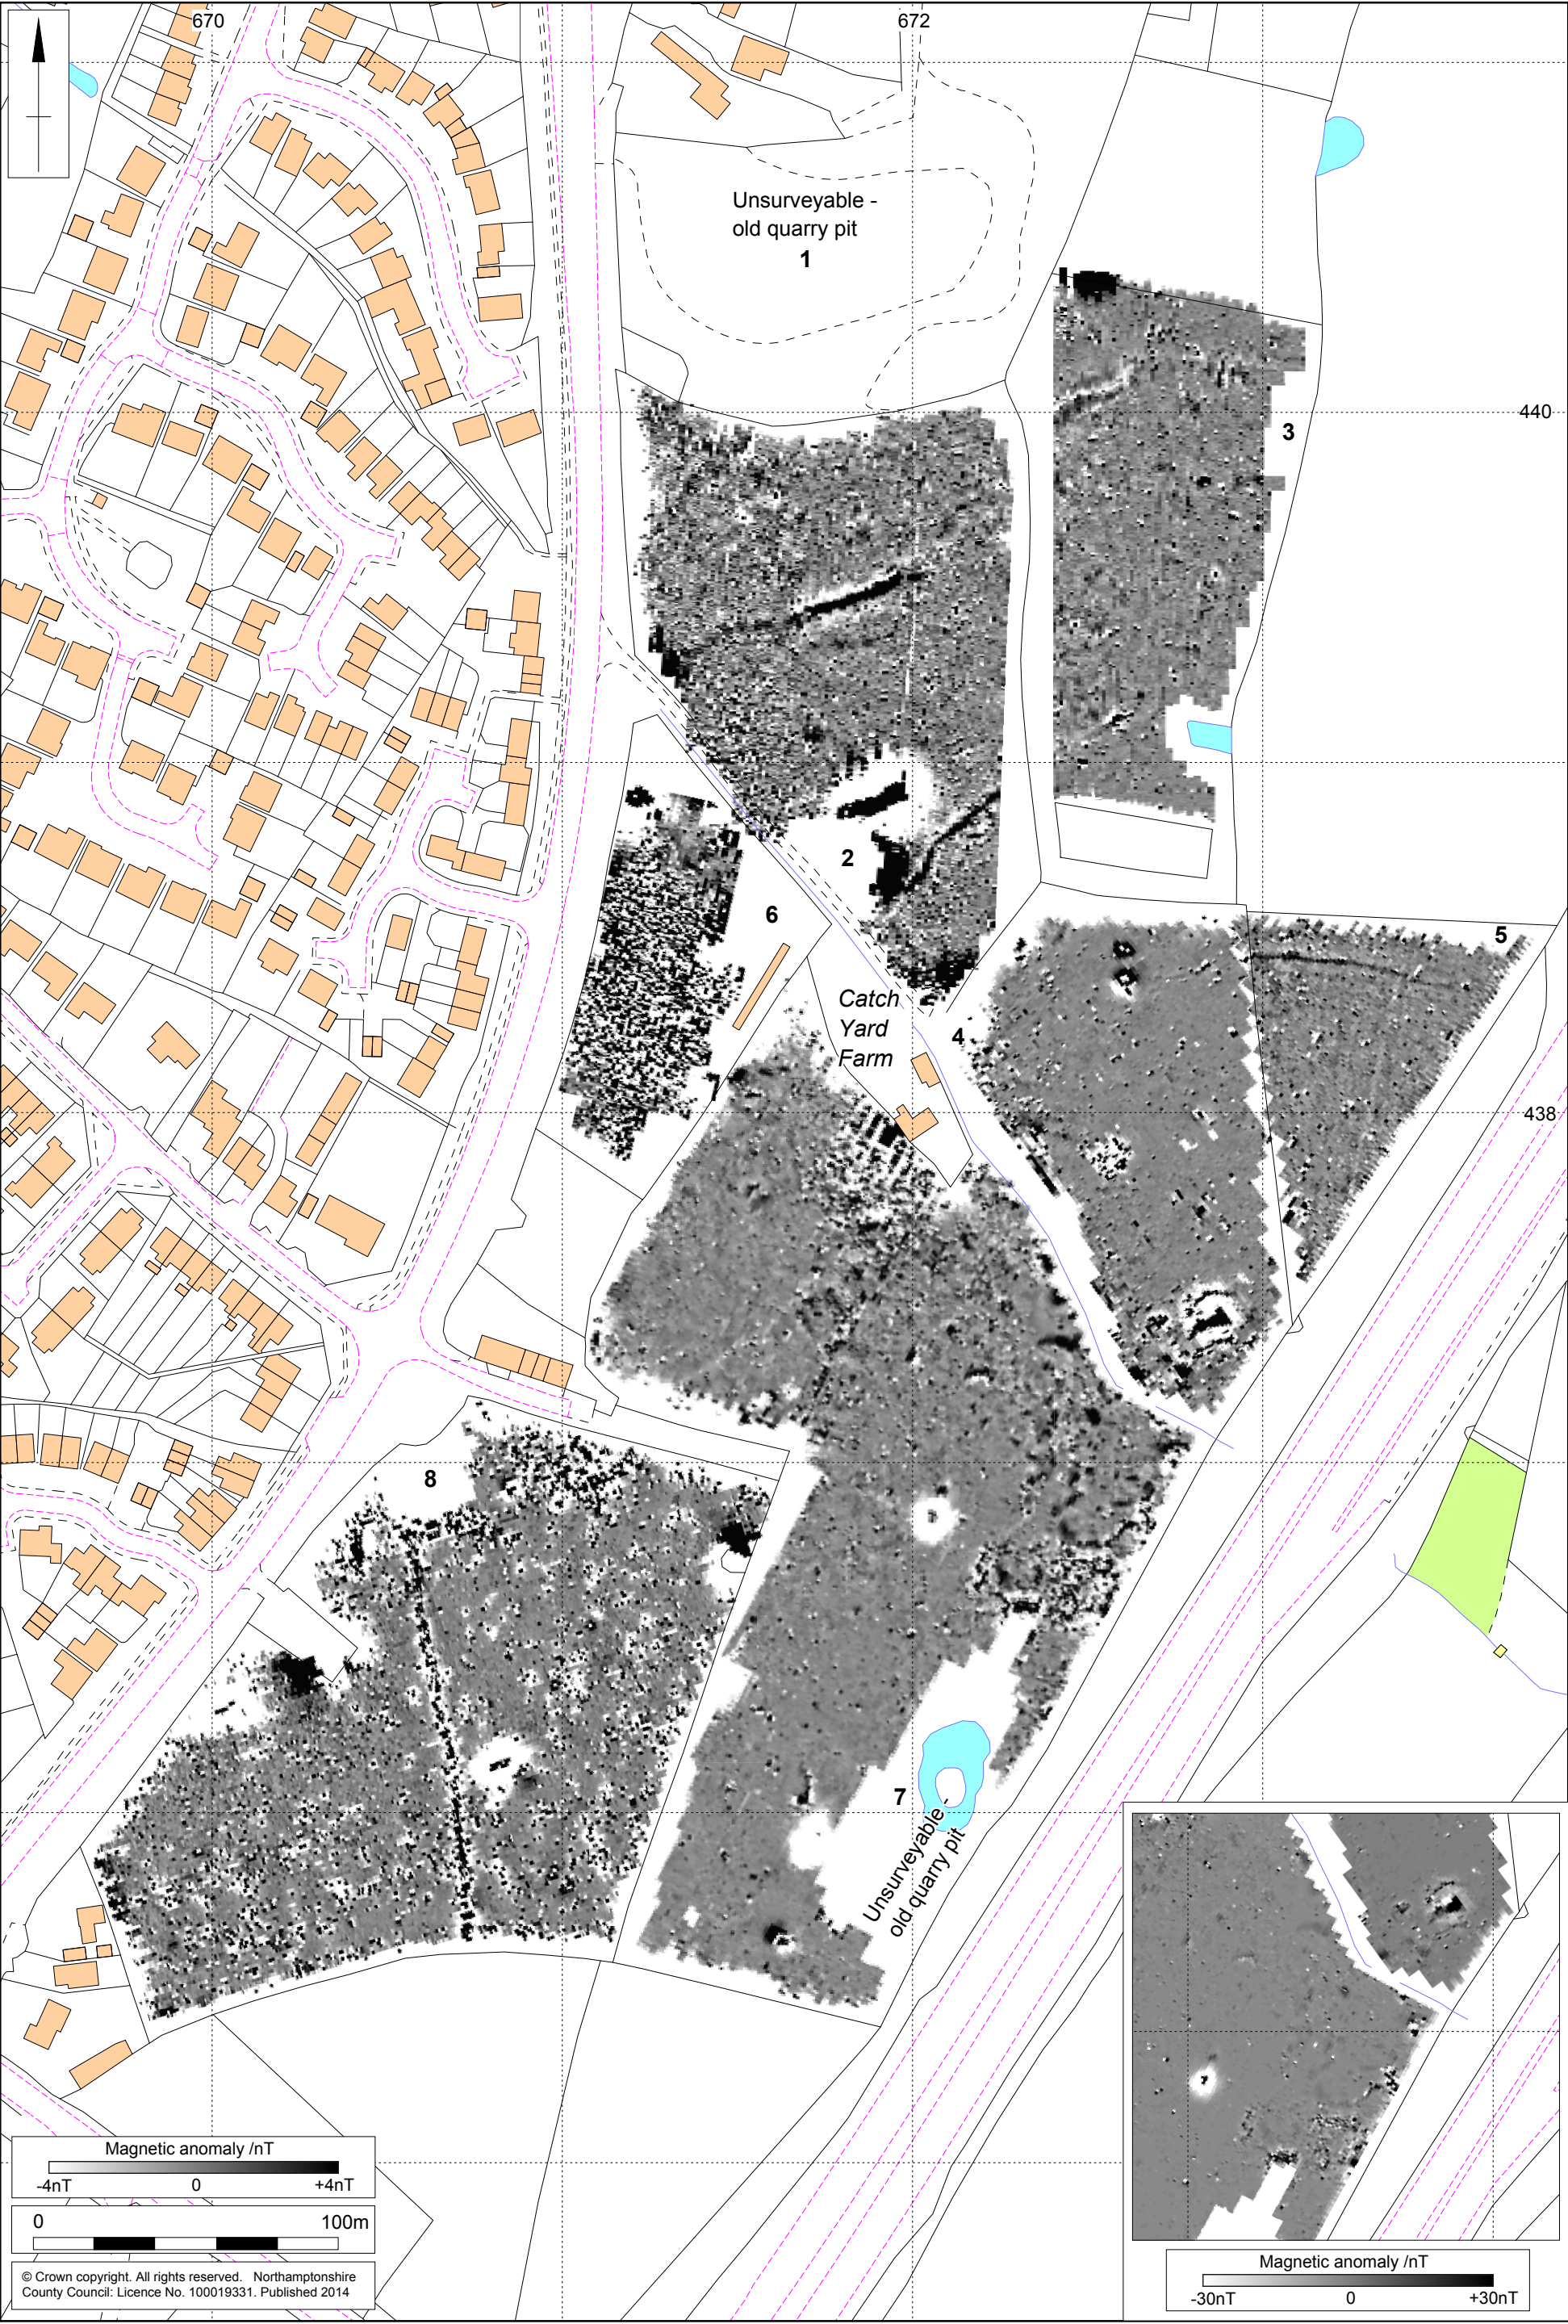 670
672
Unsurveyable -
old quarry pit
1
440
3
2
6
5
Catch
Yard
Farm
4
438
8
7
Unsurveyable -
old quarry pit
Magnetic anomaly /nT
-4nT 0 +4nT
0 100m
© Crown copyright. All rights reserved. Northamptonshire
County Council: Licence No. 100019331. Published 2014
Magnetic anomaly /nT
-30nT 0 +30nT